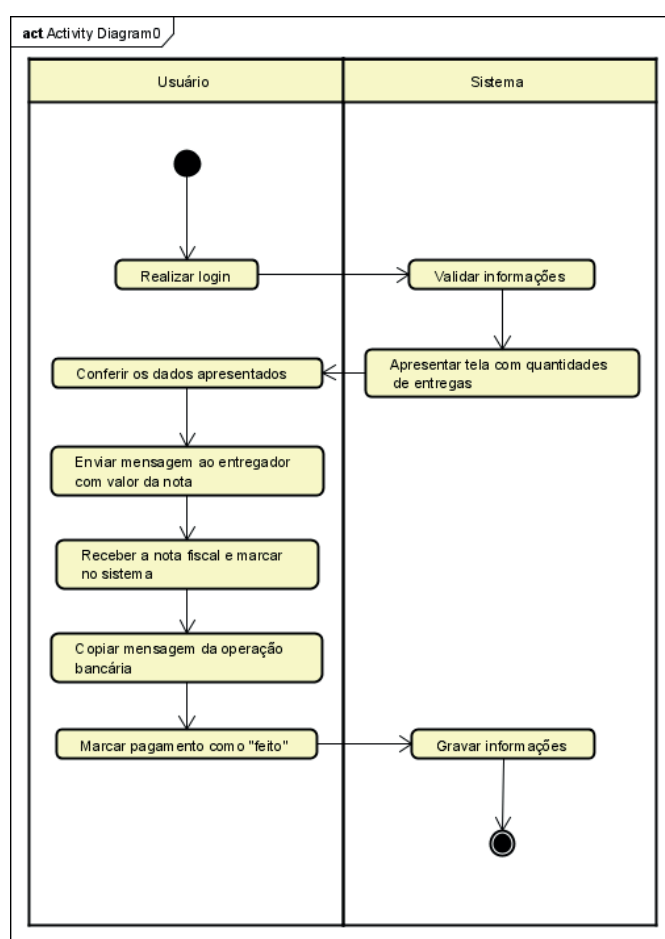 act Activity Diagram0
Usuário
Sistema
Realizar login
Validar informações
Apresentar tela com quantidades
de entregas
Conferir os dados apresentados
Enviar mensagem ao entregador
com valor da nota
Receber a nota fiscal e marcar
no sistema
Copiar mensagem da operação
bancária
Marcar pagamento como "feito"
Gravar informações